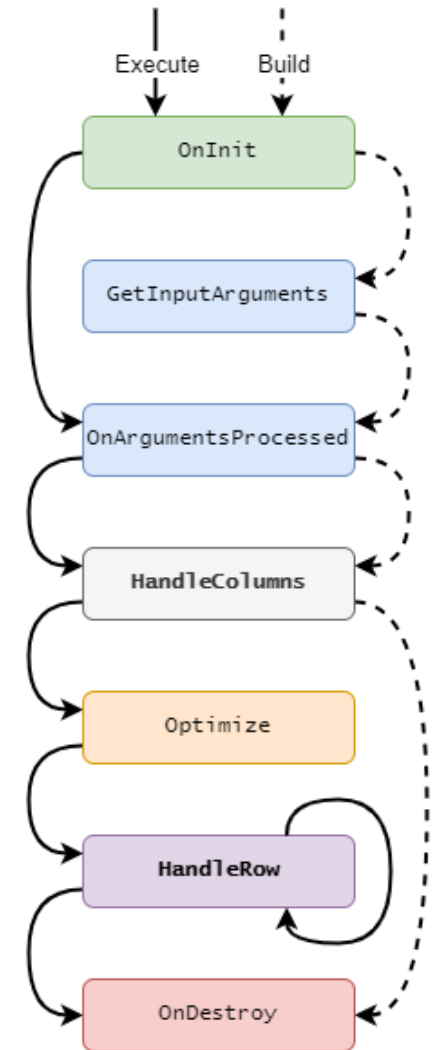 Execute
Build
OnInit
GetInputArguments
OnArgumentsProcessed
HandleColumns
Optimize
HandleRow
OnDestroy